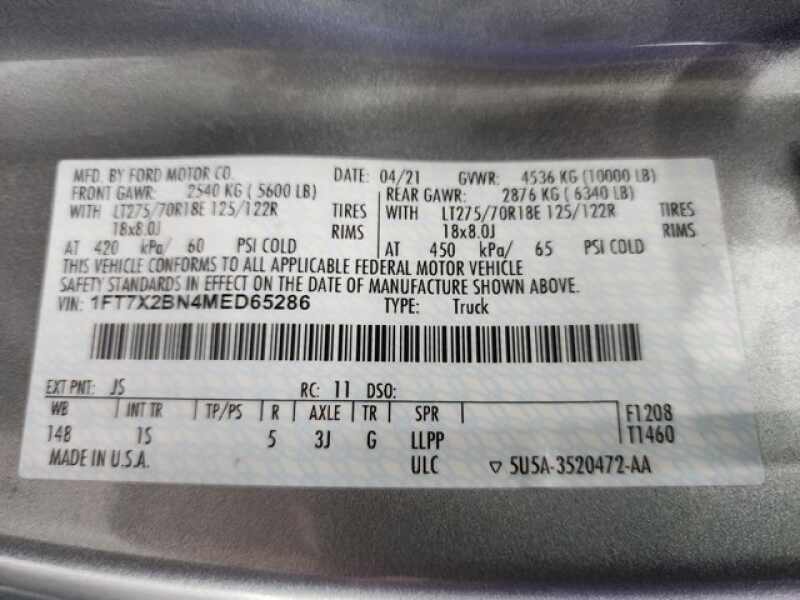 MFD. BY FORD MOTOR CO. DATE: 04/21 GVWR: 4536 KG (10000 LB)
FRONT GAWR: 2540 KG ( 5600 LB) REAR GAWR: 2876 KG ( 6340 LB)
WITH LT275/70R18E 125/122R TIRES WITH LT275/70R18E 125/122R TIRES
18x8.0J RIMS 18x8.0J RIMS
AT 420 kPa/ 60 PSI COLD AT 450 kPa/ 65 PSI COLD
THIS VEHICLE CONFORMS TO ALL APPLICABLE FEDERAL MOTOR VEHICLE
SAFETY STANDARDS IN EFFECT ON THE DATE OF MANUFACTURE SHOWN ABOVE.
VIN: 1FT7X2BN4MED65286 TYPE: Truck
EXT PNT: JS RC: 11 DSO:
WB INT TR TP/PS R AXLE TR SPR F1208
148 1S 5 3J G LLPP T1460
MADE IN U.S.A. ULC ▽ 5U5A-3520472-AA